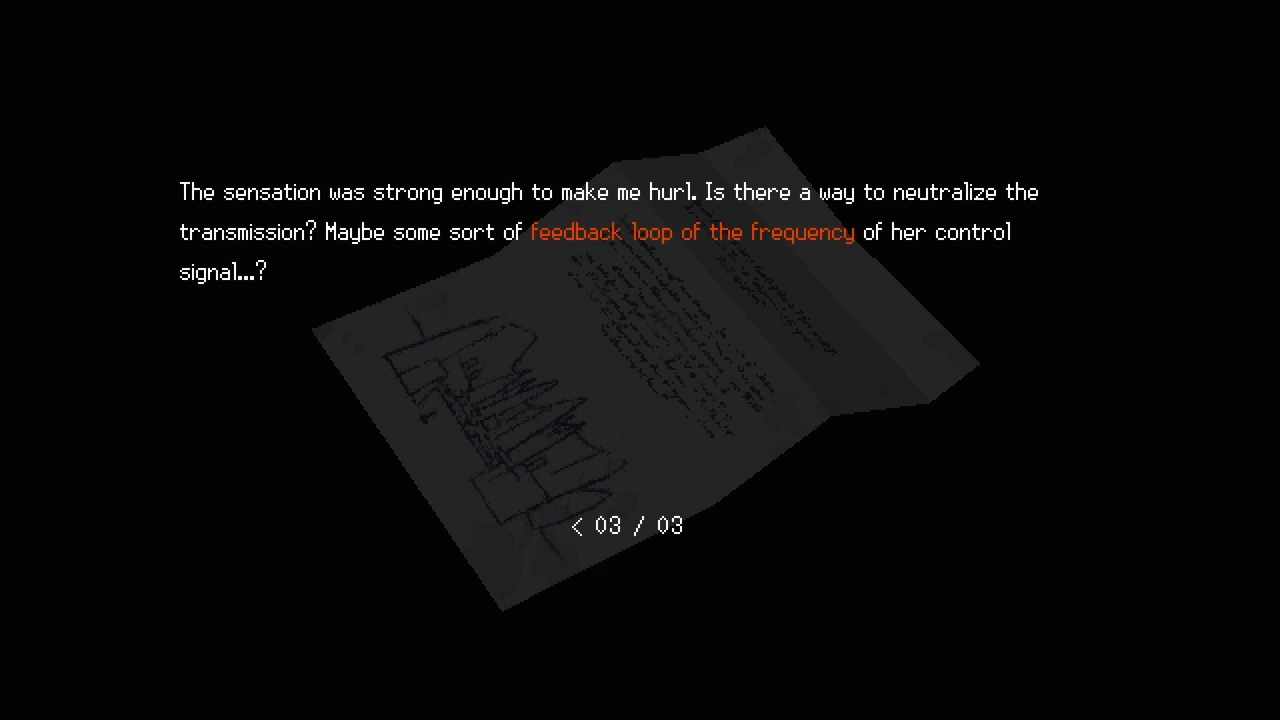 The sensation was strong enough to make me hurl. Is there a way to neutralize the
transmission? Maybe some sort of feedback loop of the frequency of her control
signal...?
< 03 / 03